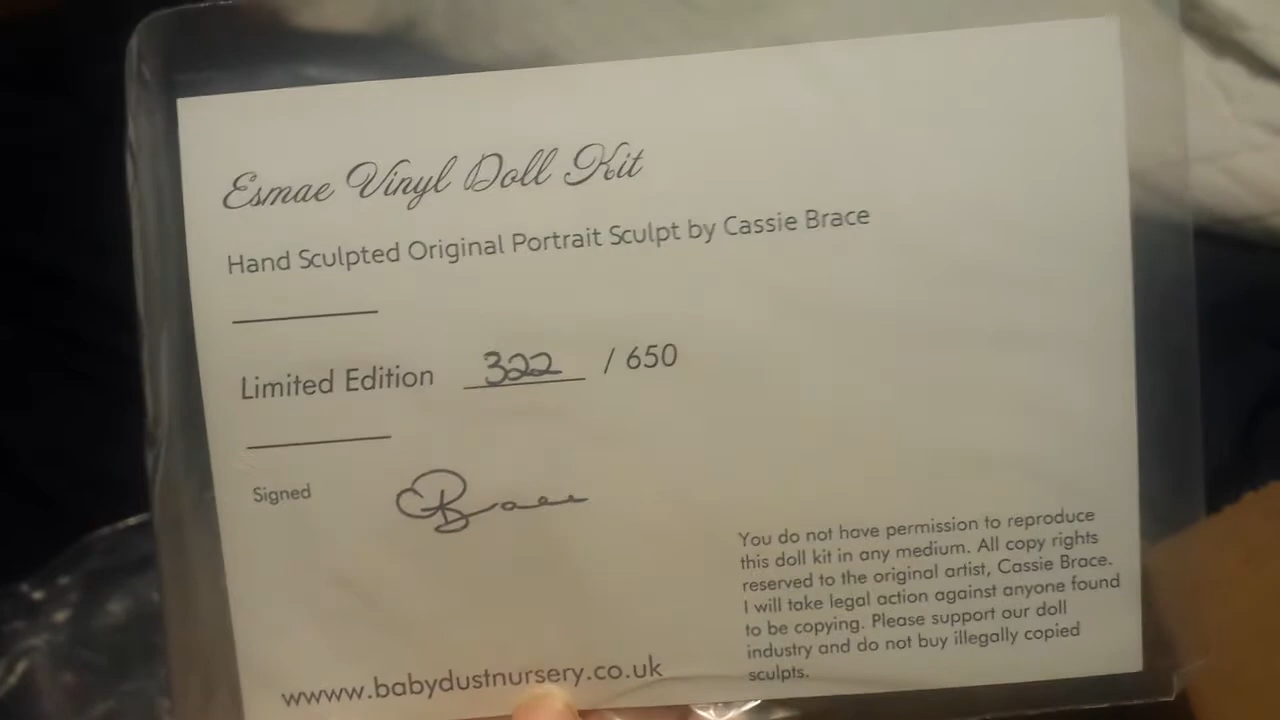 Esmae Vinyl Doll Kit
Hand Sculpted Original Portrait Sculpt by Cassie Brace
Limited Edition 322 / 650
Signed CBrace
You do not have permission to reproduce
this doll kit in any medium. All copy rights
reserved to the original artist, Cassie Brace.
I will take legal action against anyone found
to be copying. Please support our doll
industry and do not buy illegally copied
sculpts.
wwww.babydustnursery.co.uk